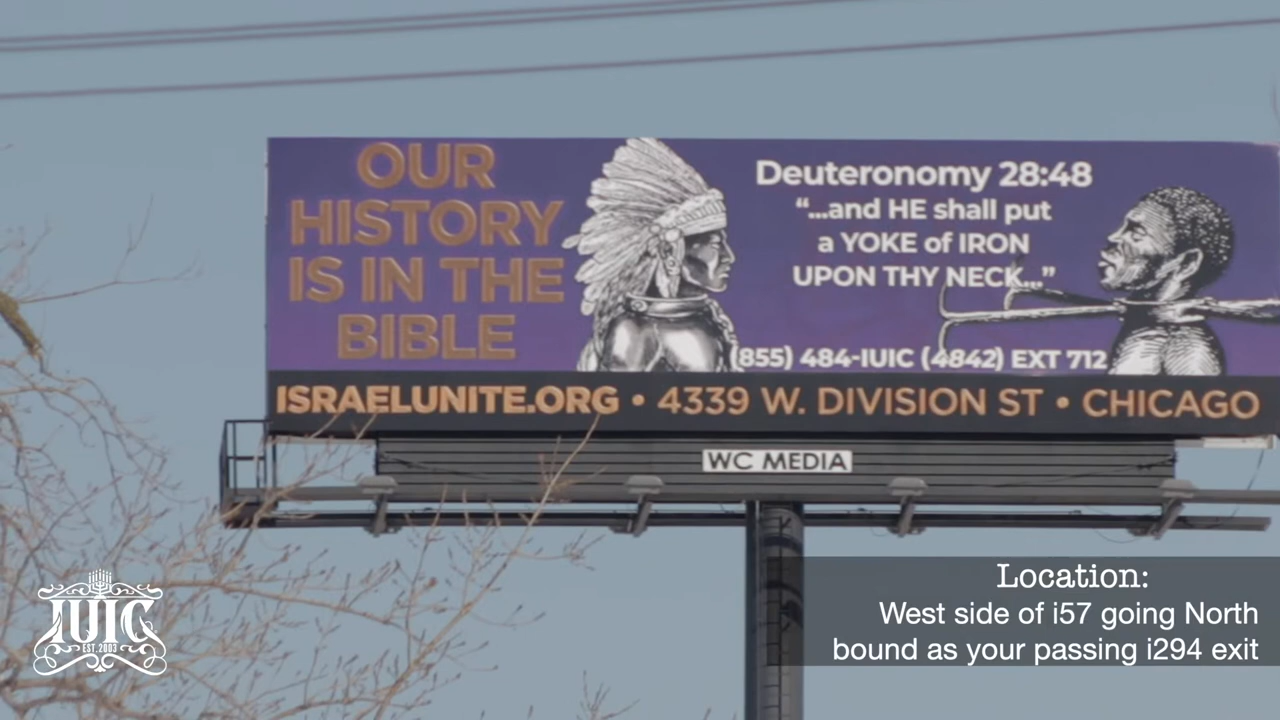 OUR
HISTORY
IS IN THE
BIBLE
Deuteronomy 28:48
“...and HE shall put
a YOKE of IRON
UPON THY NECK...”
(855) 484-IUIC (4842) EXT 712
ISRAELUNITE.ORG • 4339 W. DIVISION ST • CHICAGO
WC MEDIA
IUIC
EST. 2003
Location:
West side of i57 going North
bound as your passing i294 exit